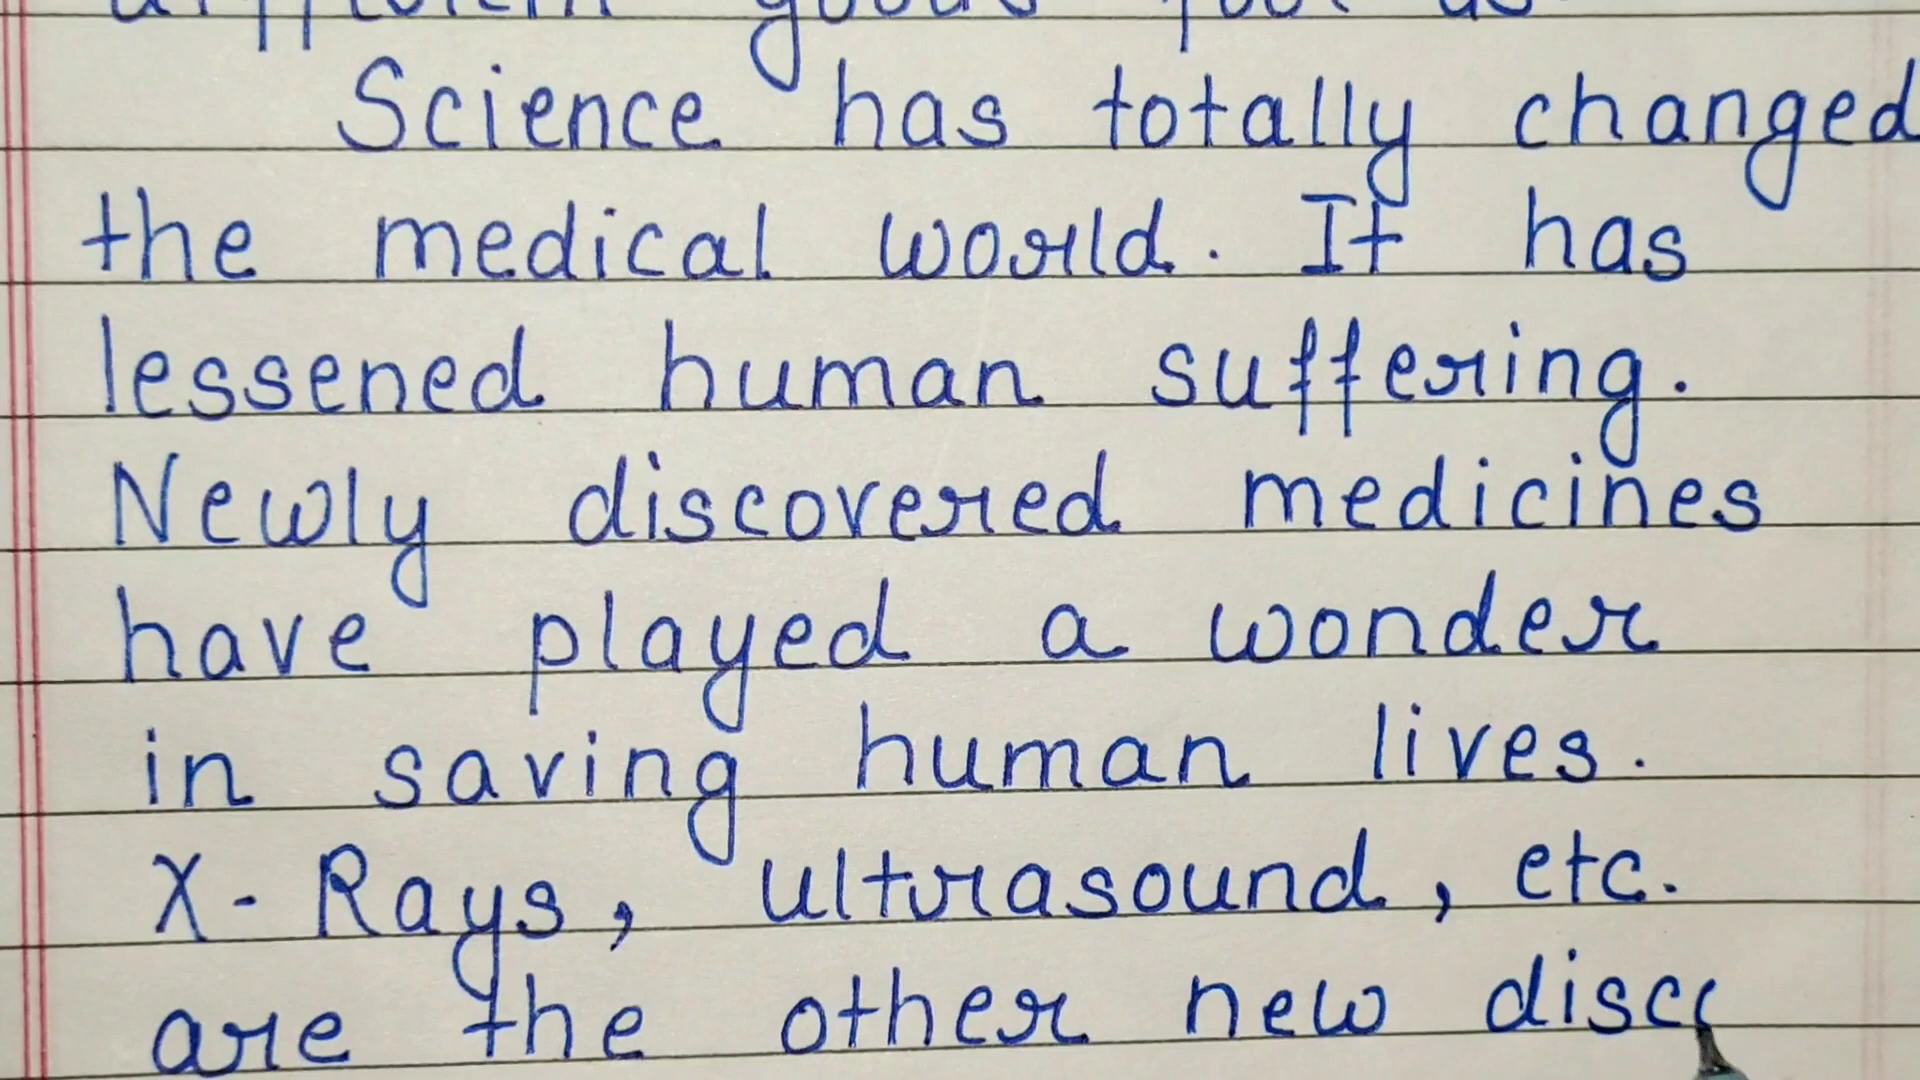 Science has totally changed
the medical world. It has
lessened human suffering.
Newly discovered medicines
have played a wonder
in saving human lives.
X-Rays, ultrasound, etc.
are the other new